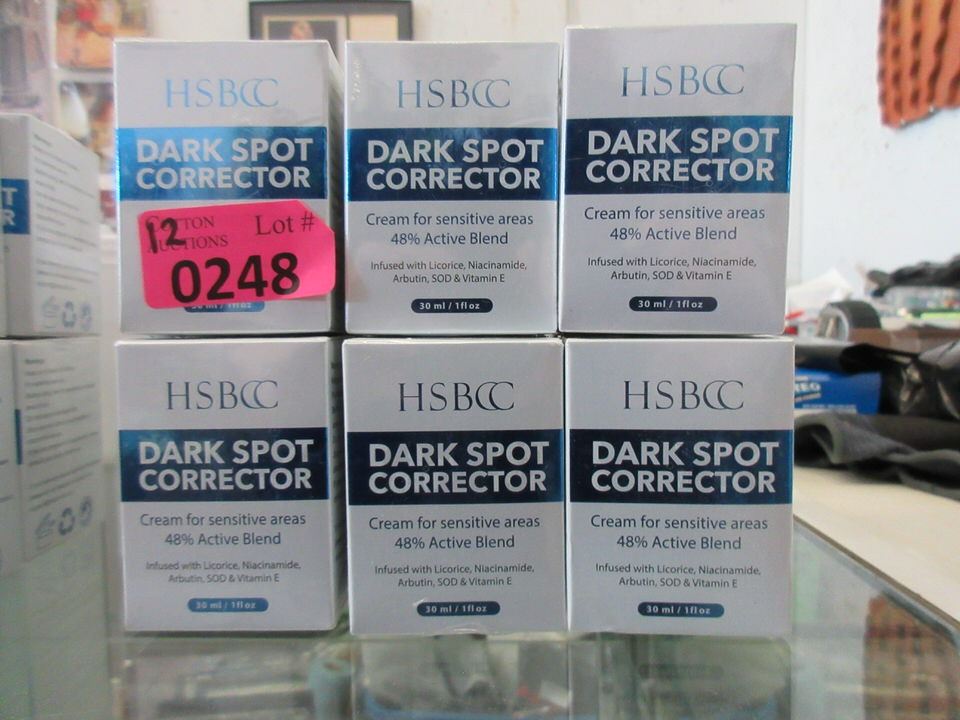 HSBCC
DARK SPOT
CORRECTOR
COTTON
AUCTIONS
Lot #
12
0248
30 ml / 1fl oz
HSBCC
DARK SPOT
CORRECTOR
Cream for sensitive areas
48% Active Blend
Infused with Licorice, Niacinamide,
Arbutin, SOD & Vitamin E
30 ml / 1fl oz
HSBCC
DARK SPOT
CORRECTOR
Cream for sensitive areas
48% Active Blend
Infused with Licorice, Niacinamide,
Arbutin, SOD & Vitamin E
30 ml / 1fl oz
HSBCC
DARK SPOT
CORRECTOR
Cream for sensitive areas
48% Active Blend
Infused with Licorice, Niacinamide,
Arbutin, SOD & Vitamin E
30 ml / 1fl oz
HSBCC
DARK SPOT
CORRECTOR
Cream for sensitive areas
48% Active Blend
Infused with Licorice, Niacinamide,
Arbutin, SOD & Vitamin E
30 ml / 1fl oz
HSBCC
DARK SPOT
CORRECTOR
Cream for sensitive areas
48% Active Blend
Infused with Licorice, Niacinamide,
Arbutin, SOD & Vitamin E
30 ml / 1fl oz